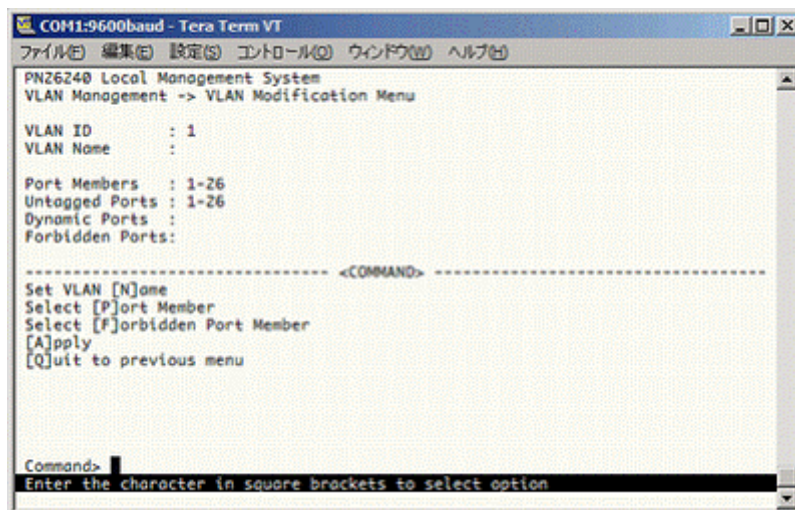 COM1:9600baud - Tera Term VT
ファイル(E) 編集(E) 設定(S) コントロール(O) ウィンドウ(W) ヘルプ(H)
PN26240 Local Management System
VLAN Management -> VLAN Modification Menu
VLAN ID : 1
VLAN Name :
Port Members : 1-26
Untagged Ports : 1-26
Dynamic Ports :
Forbidden Ports:
-------------------------------- <COMMAND> -----------------------------------
Set VLAN [N]ame
Select [P]ort Member
Select [F]orbidden Port Member
[A]pply
[Q]uit to previous menu
Command>
Enter the character in square brackets to select option